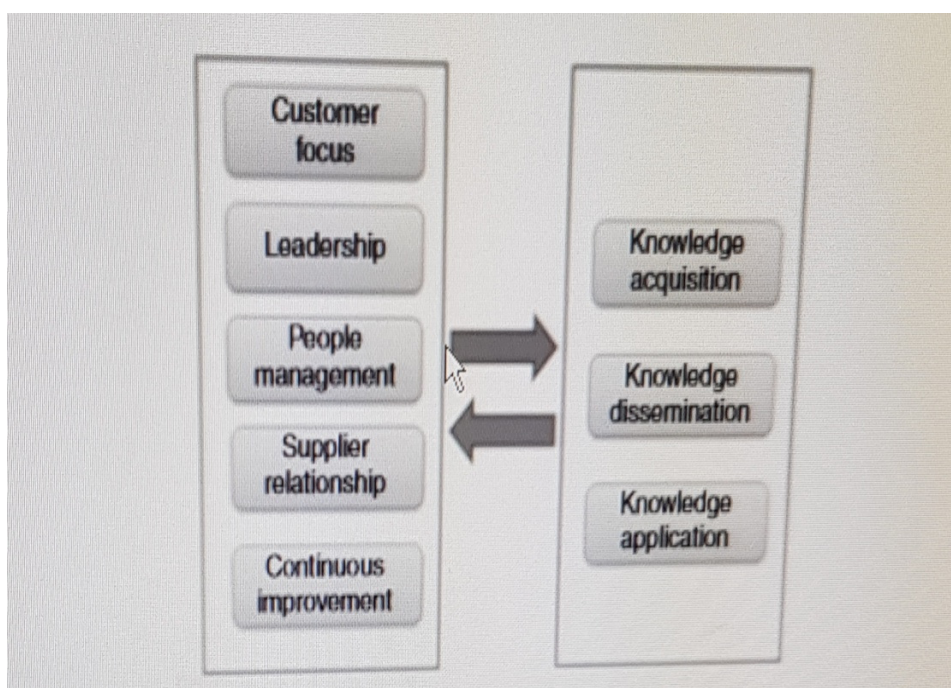 Customer
focus
Leadership
People
management
Supplier
relationship
Continuous
improvement
Knowledge
acquisition
Knowledge
dissemination
Knowledge
application